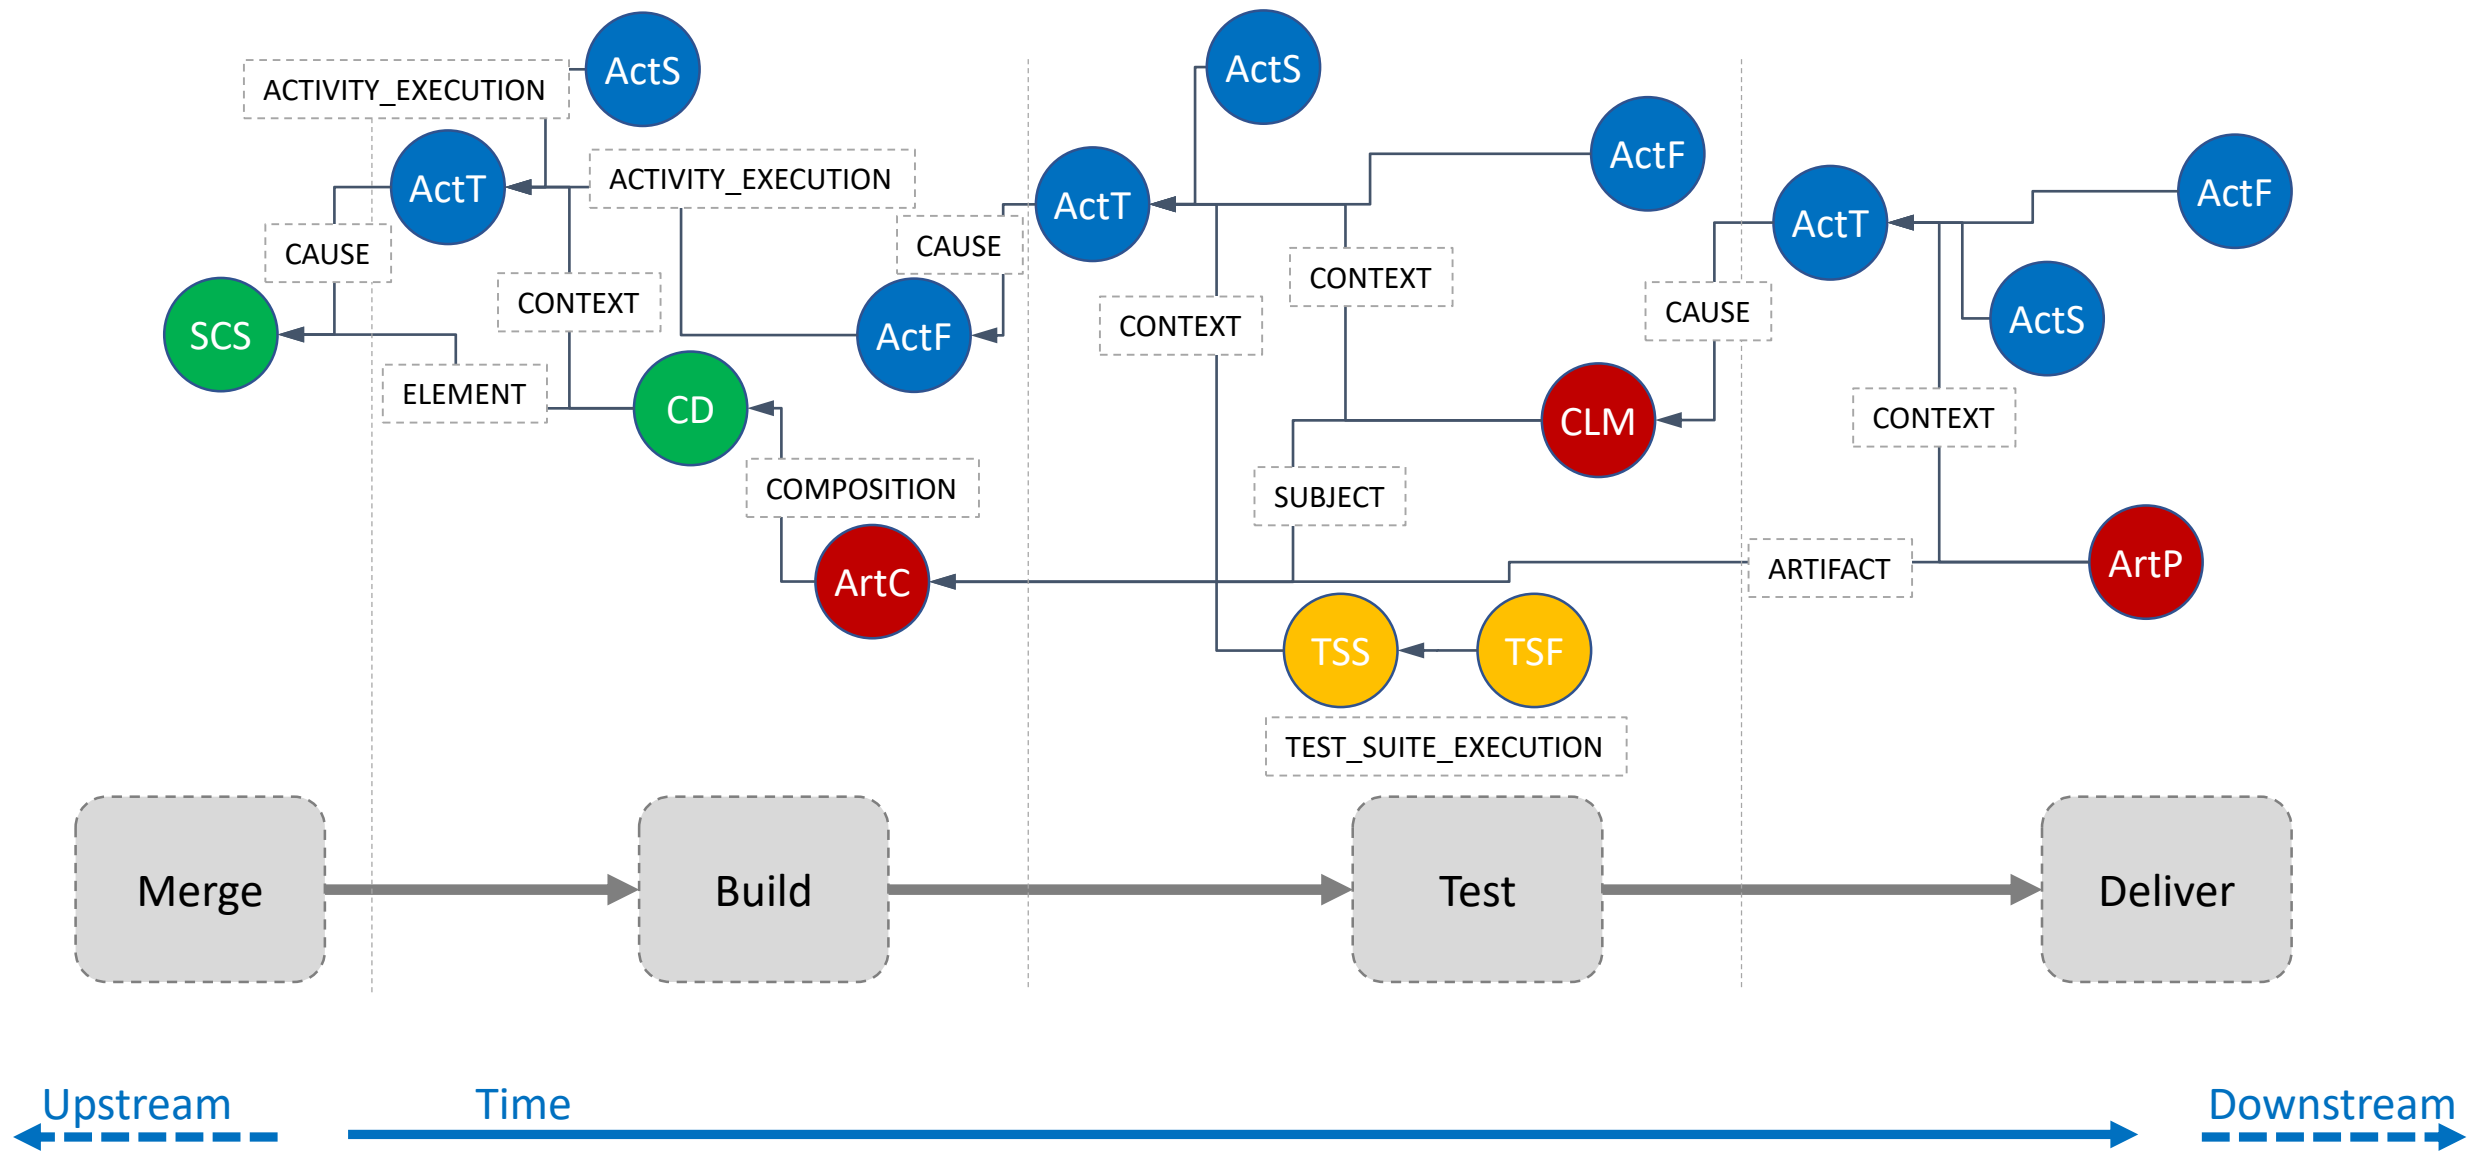 ActS
ActS
ACTIVITY_EXECUTION
ActF
ActT
ACTIVITY_EXECUTION
ActT
ActT
ActF
CAUSE
CAUSE
CONTEXT
CONTEXT
CONTEXT
CAUSE
ActS
SCS
ActF
ELEMENT
CD
CLM
CONTEXT
COMPOSITION
SUBJECT
ArtC
ARTIFACT
ArtP
TSS
TSF
TEST_SUITE_EXECUTION
Merge
Build
Test
Deliver
Upstream
Time
Downstream